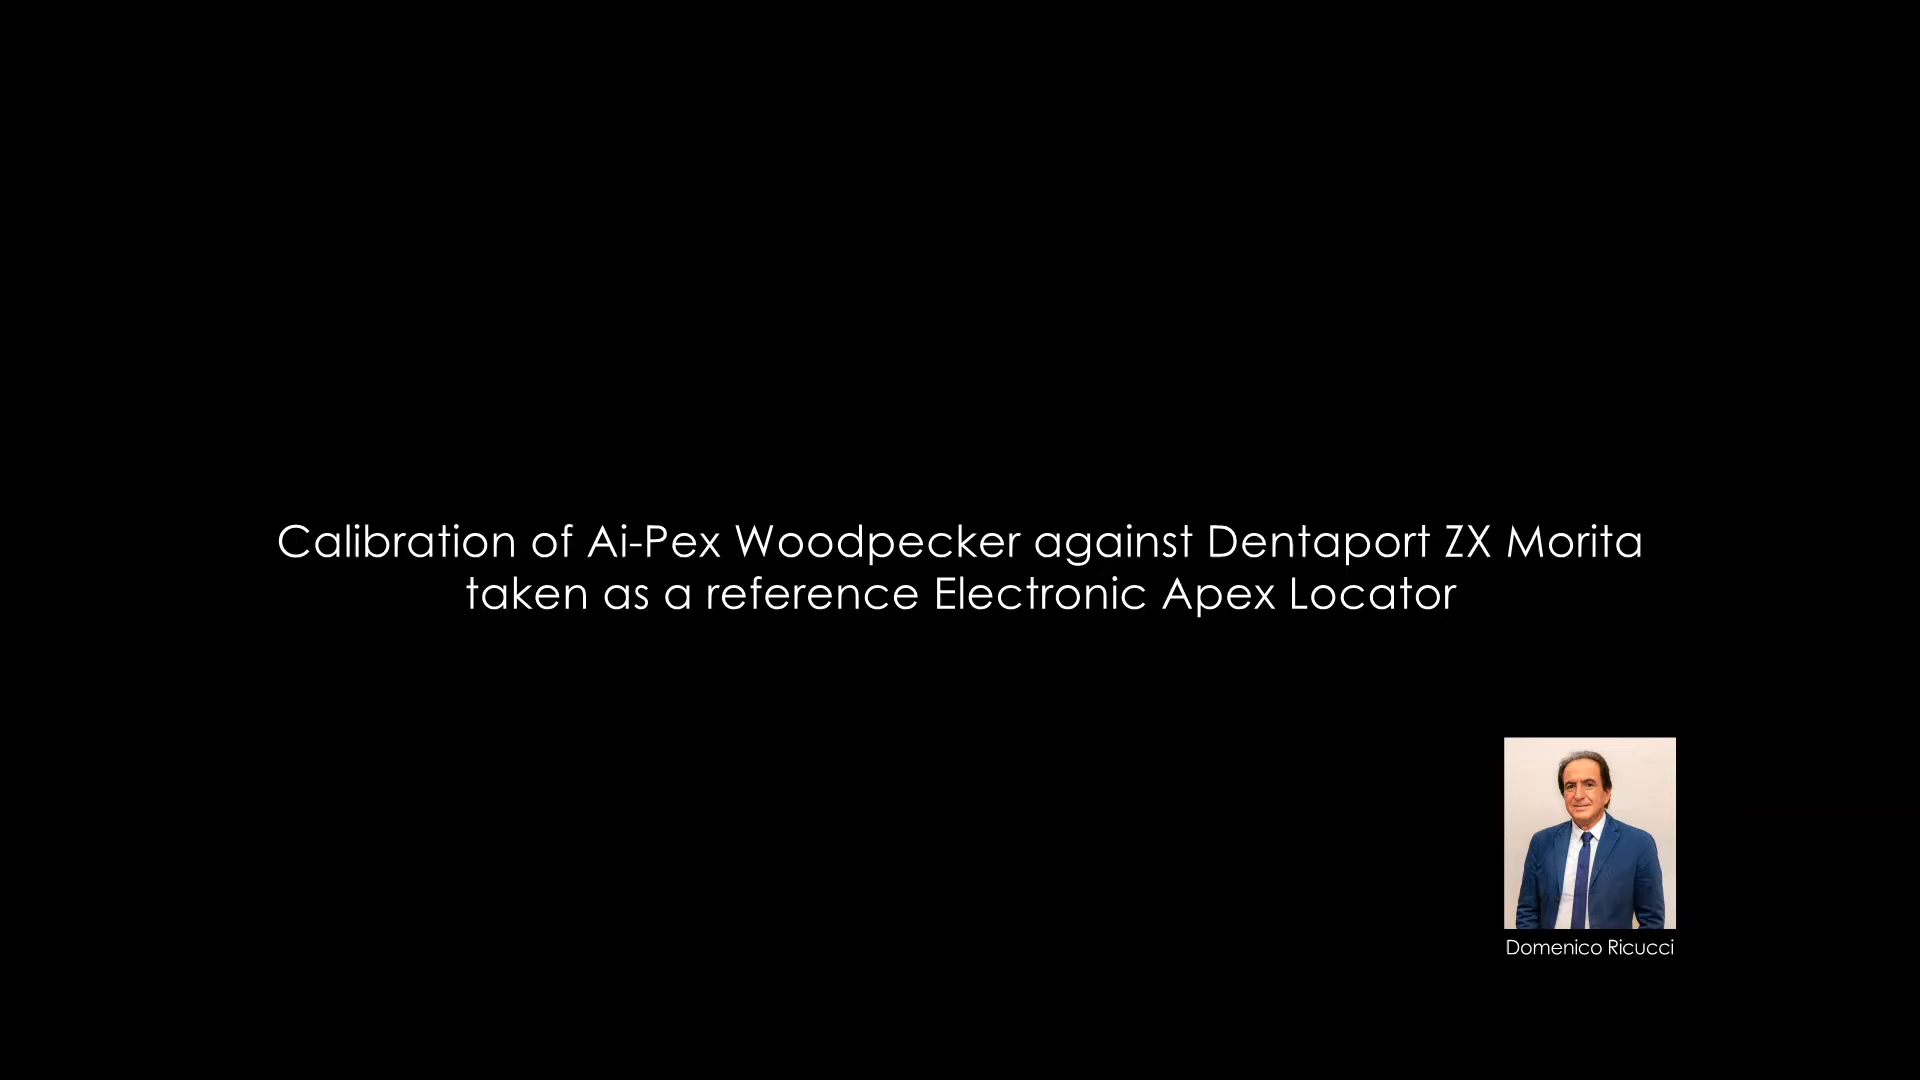 Calibration of Ai-Pex Woodpecker against Dentaport ZX Morita
taken as a reference Electronic Apex Locator
Domenico Ricucci